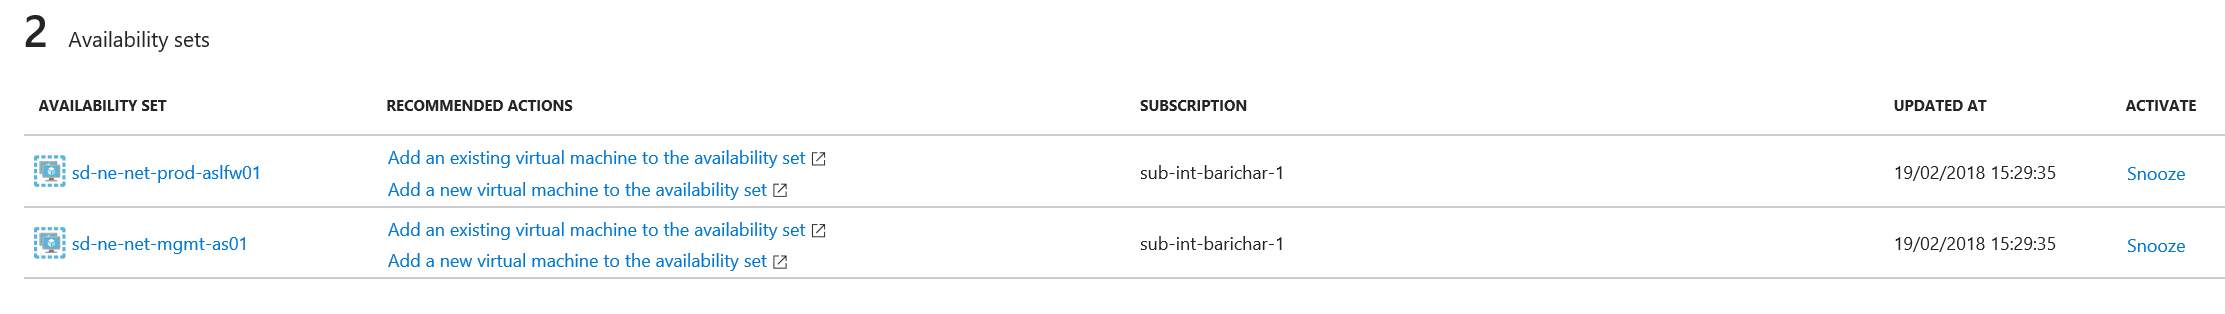 2 Availability sets
AVAILABILITY SET RECOMMENDED ACTIONS SUBSCRIPTION UPDATED AT ACTIVATE
sd-ne-net-prod-aslfw01 Add an existing virtual machine to the availability set sub-int-barichar-1 19/02/2018 15:29:35 Snooze
Add a new virtual machine to the availability set
sd-ne-net-mgmt-as01 Add an existing virtual machine to the availability set sub-int-barichar-1 19/02/2018 15:29:35 Snooze
Add a new virtual machine to the availability set